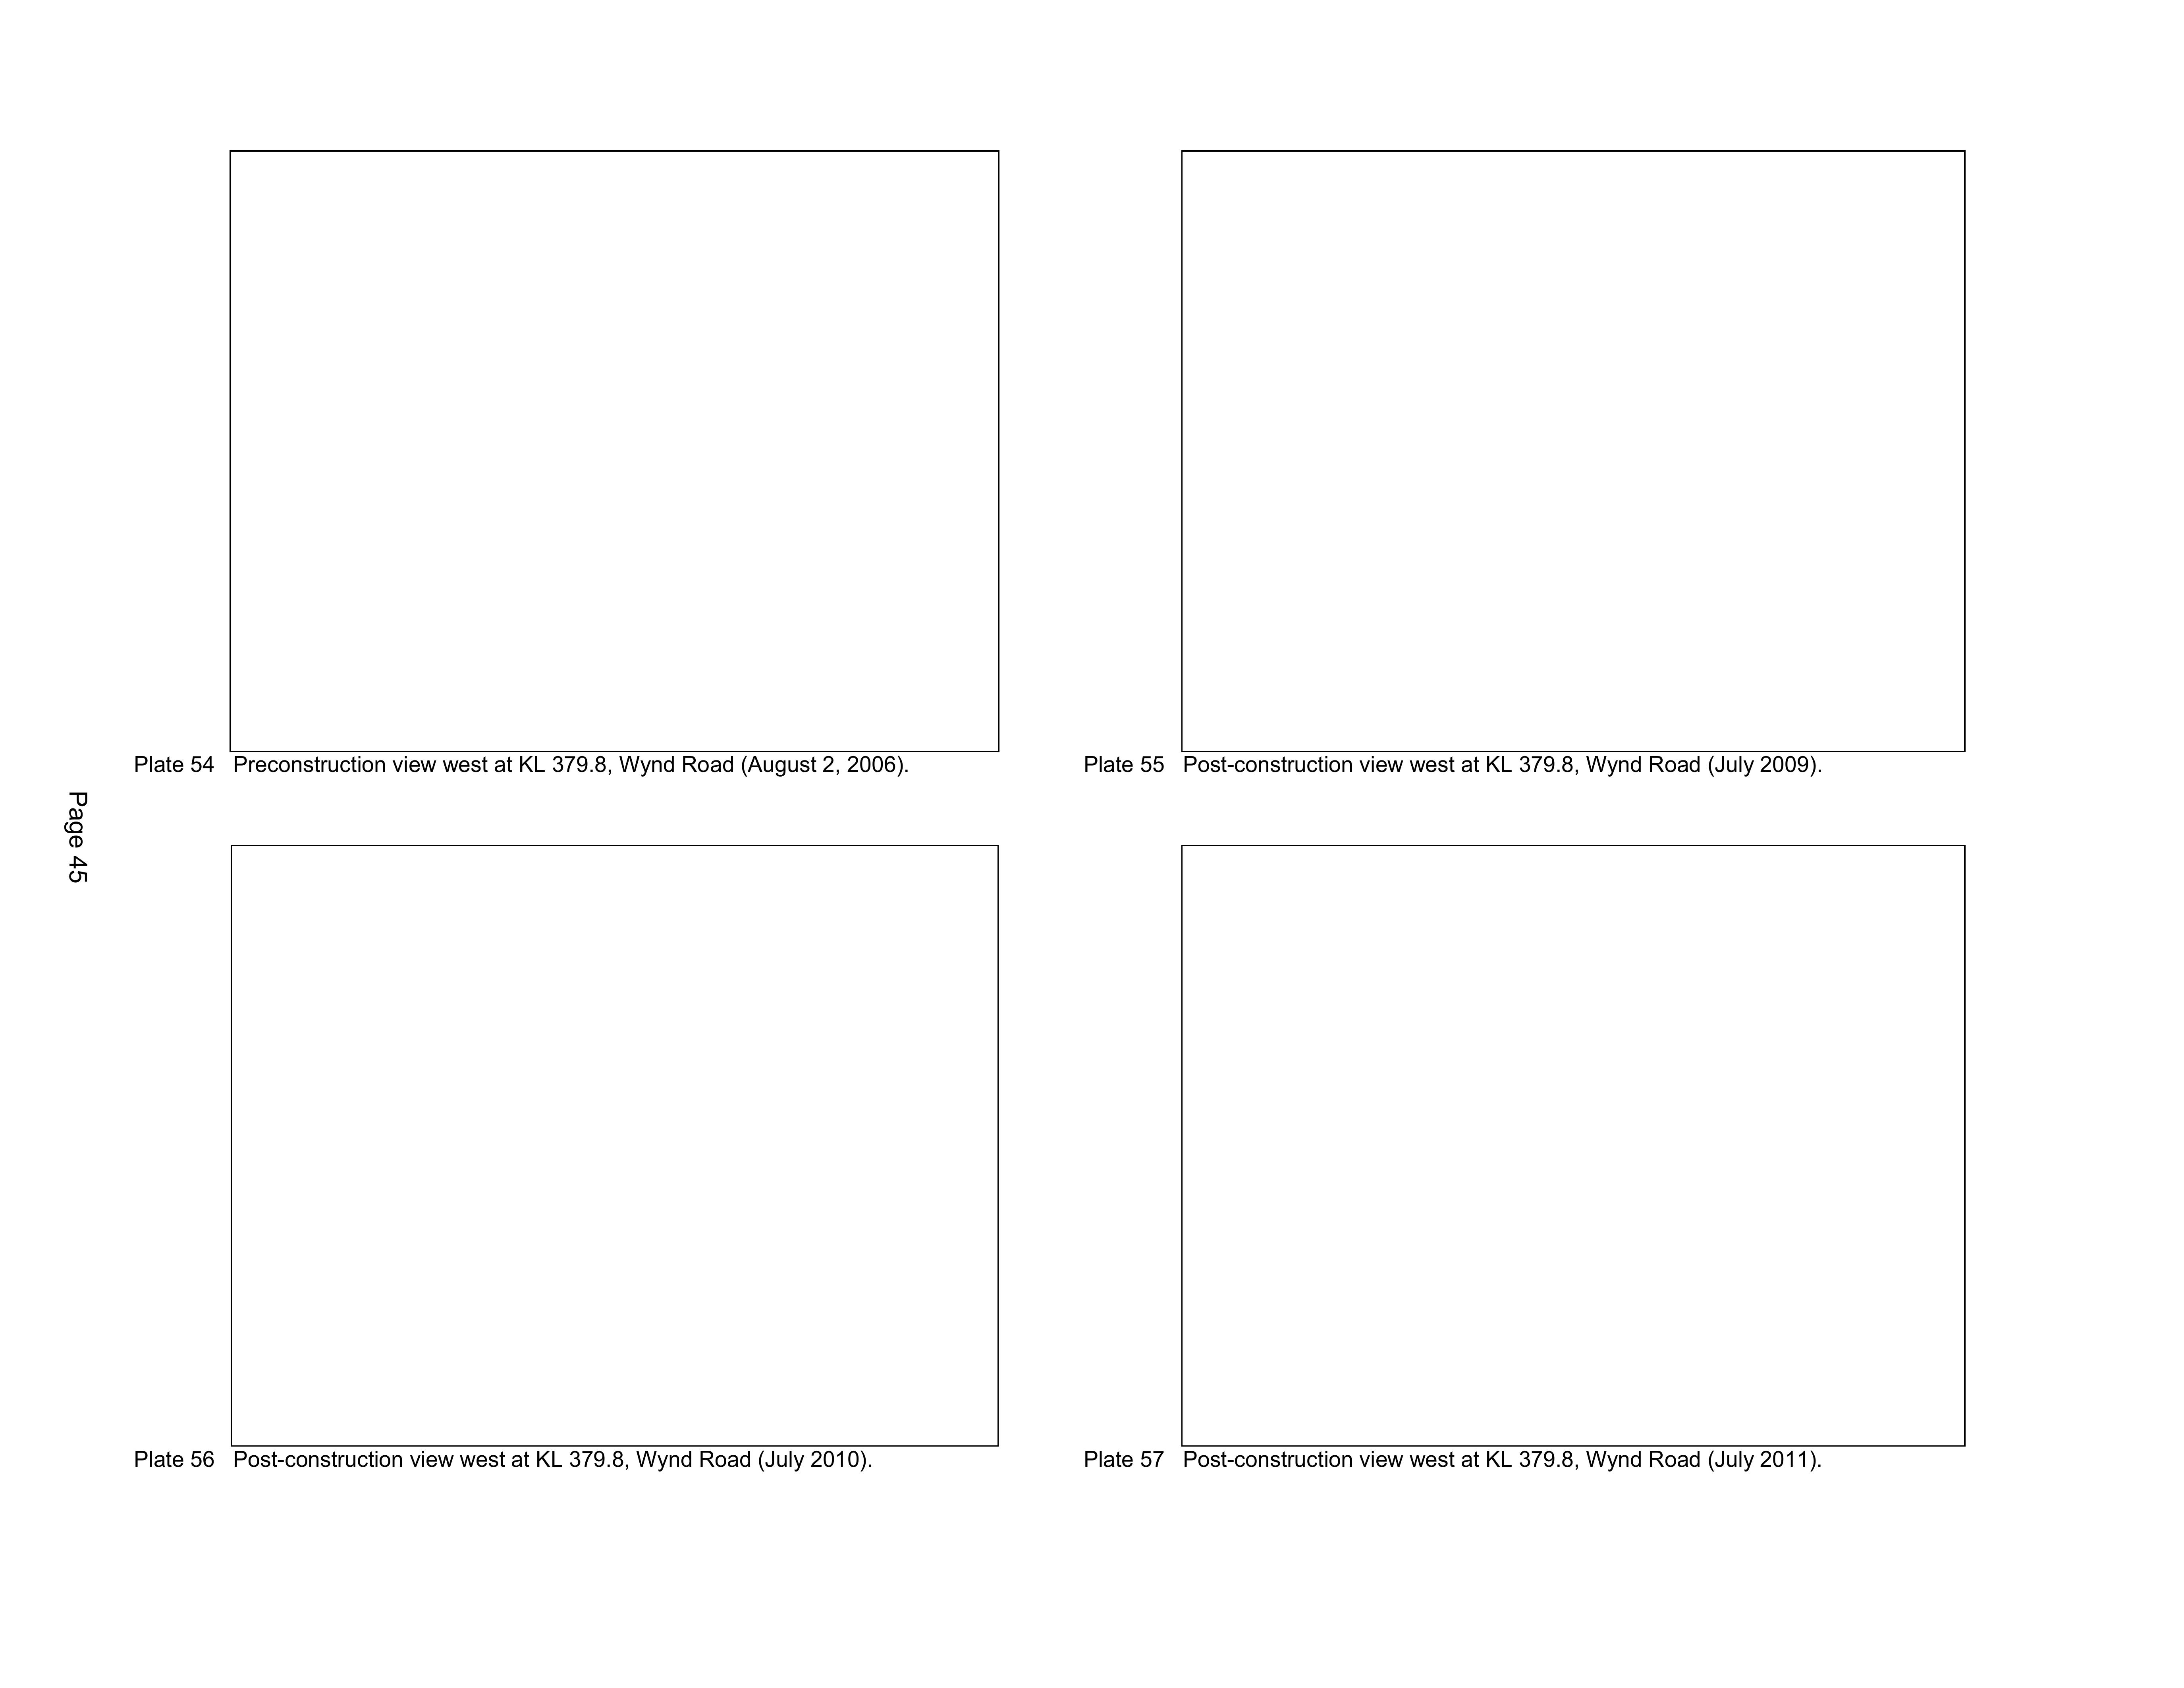 Plate 54 Preconstruction view west at KL 379.8, Wynd Road (August 2, 2006).
Plate 55 Post-construction view west at KL 379.8, Wynd Road (July 2009).
Page 45
Plate 56 Post-construction view west at KL 379.8, Wynd Road (July 2010).
Plate 57 Post-construction view west at KL 379.8, Wynd Road (July 2011).